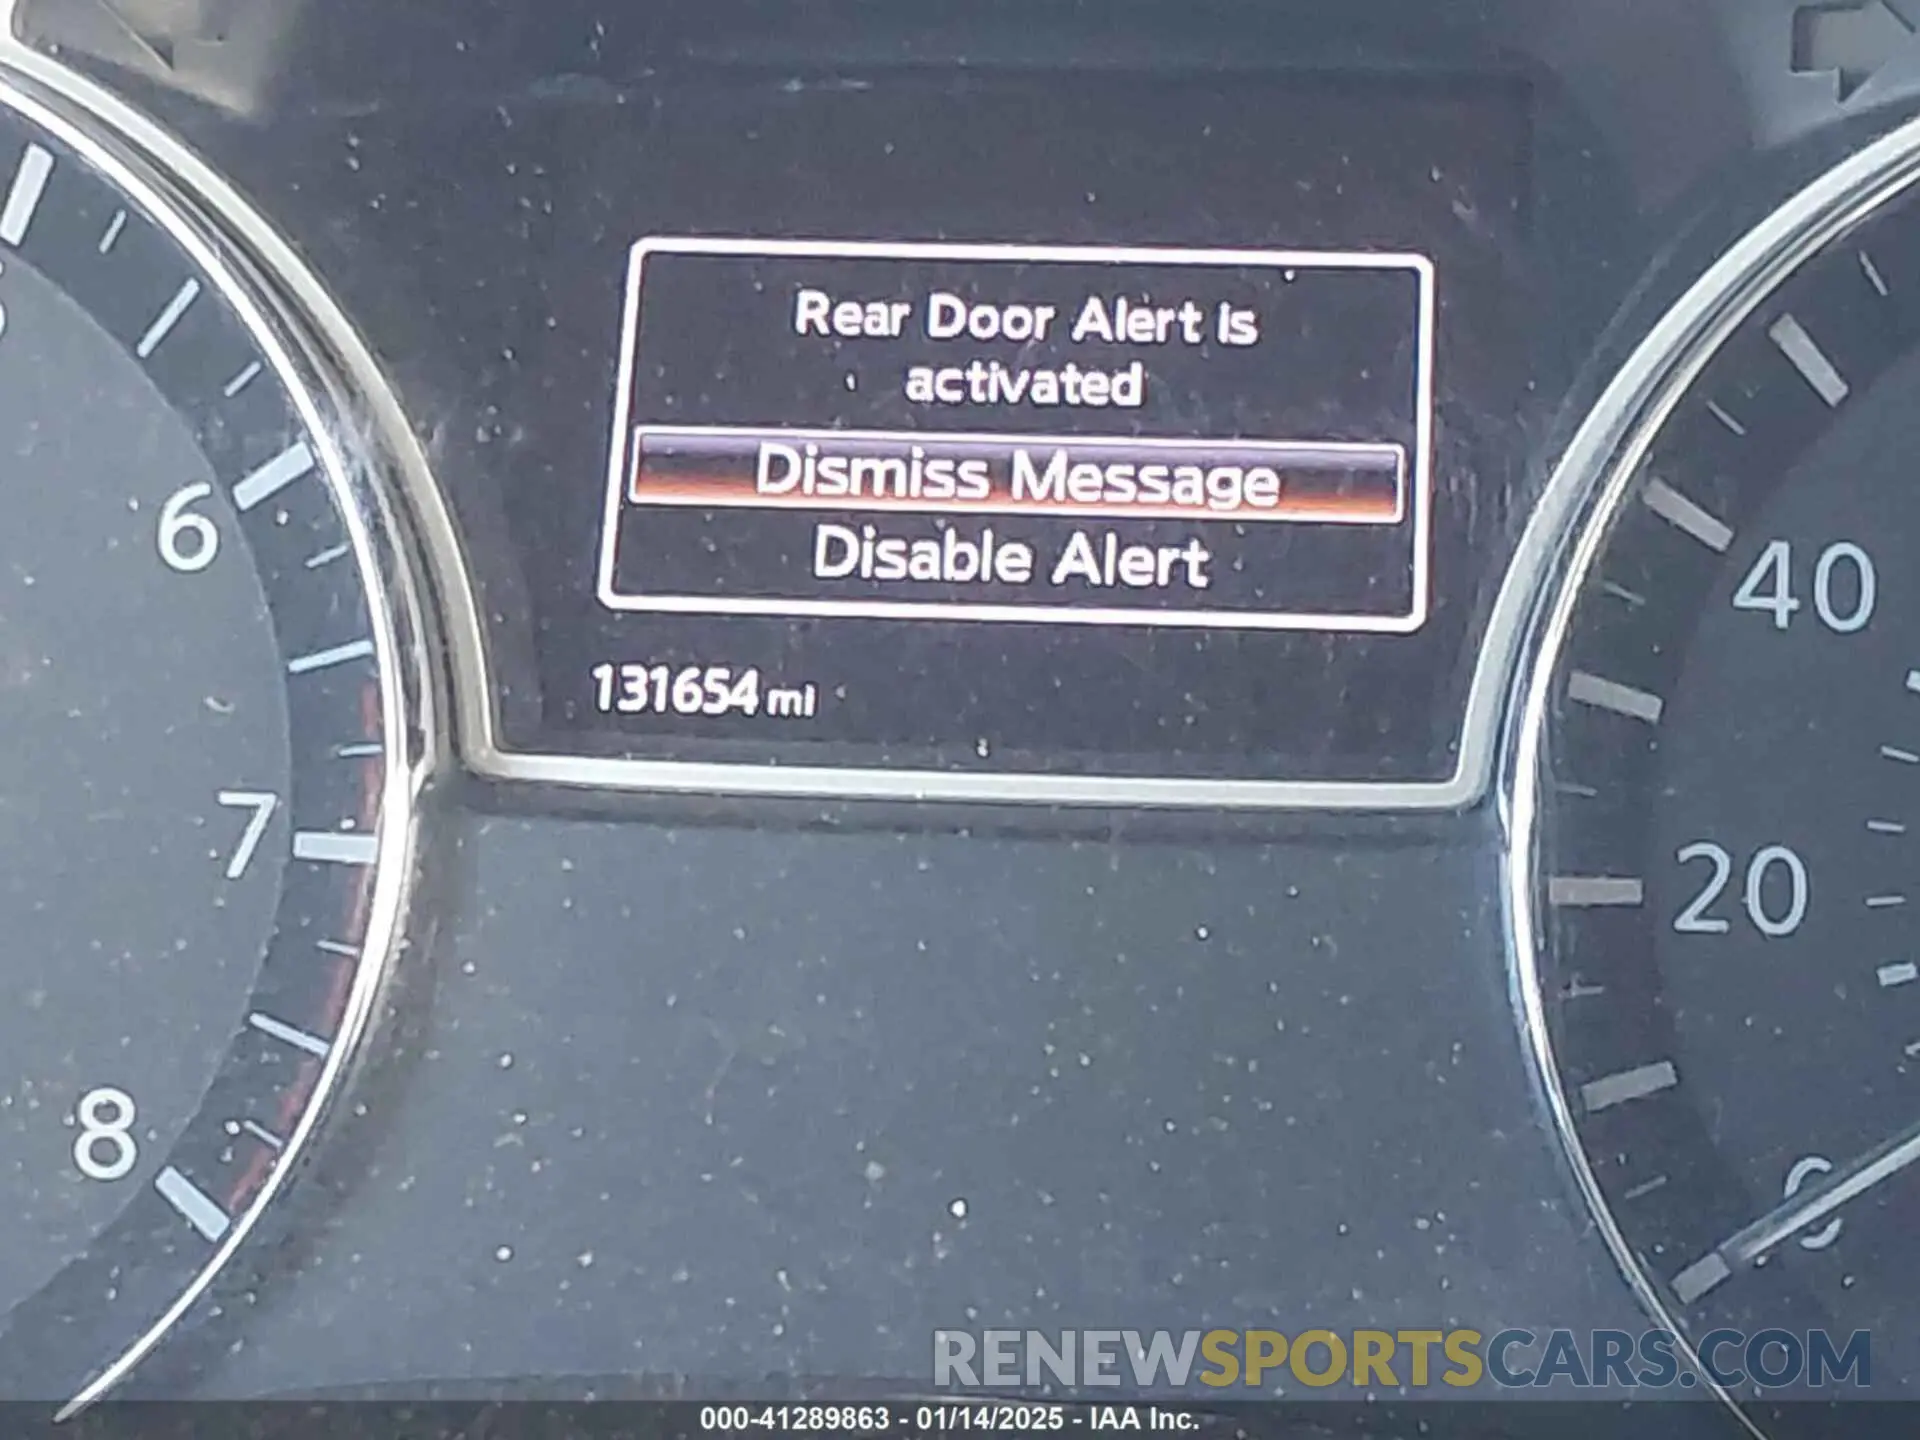 Rear Door Alert is
activated
Dismiss Message
Disable Alert
131654 mi
6
7
8
40
20
RENEWSPORTSCARS.COM
000-41289863 - 01/14/2025 - IAA Inc.